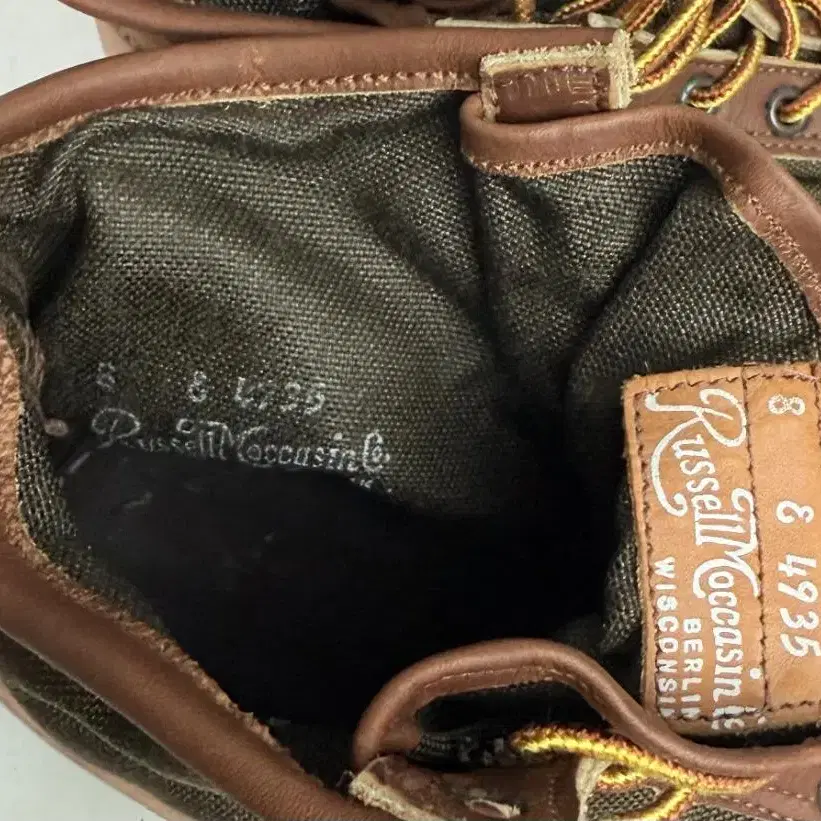 8 8 4935
Russell Moccasin Co
8 8 4935
Russell Moccasin Co
BERLIN
WISCONSIN